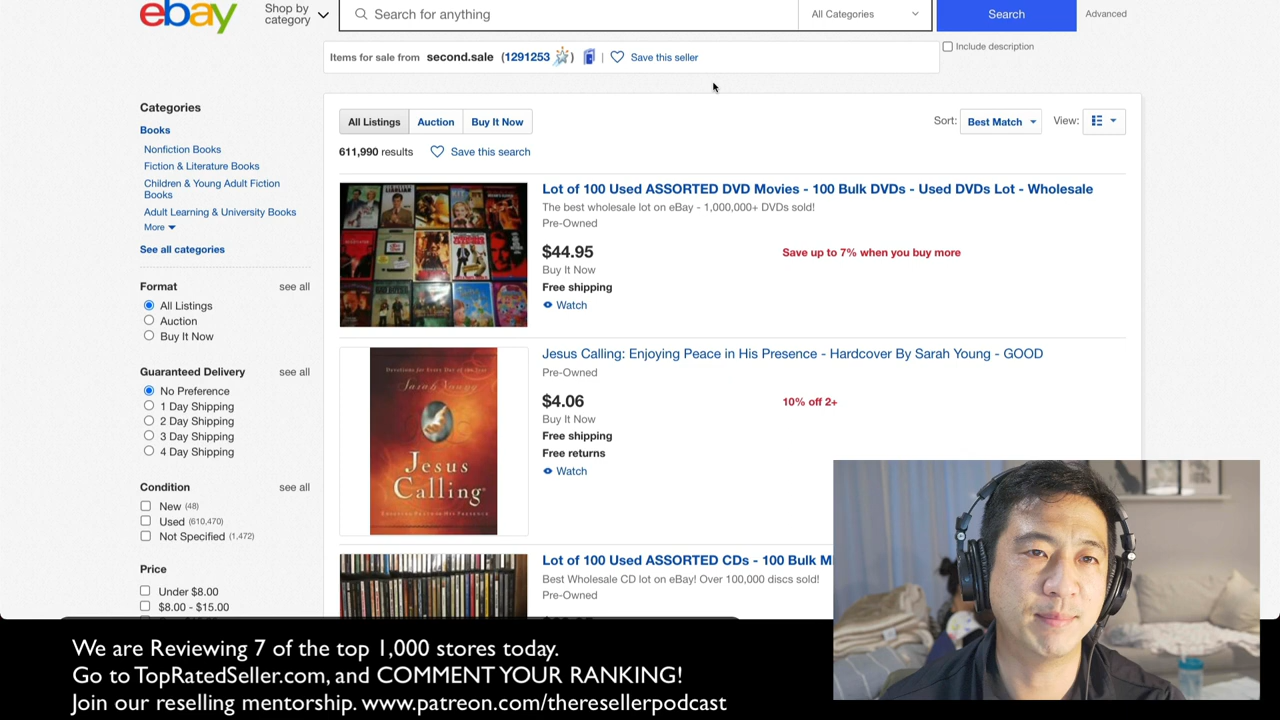 ebay
Shop by
category
Search for anything
All Categories
Search
Advanced
Items for sale from second.sale (1291253 ) | Save this seller
Include description
Categories
Books
Nonfiction Books
Fiction & Literature Books
Children & Young Adult Fiction
Books
Adult Learning & University Books
More
See all categories
Format see all
All Listings
Auction
Buy It Now
Guaranteed Delivery see all
No Preference
1 Day Shipping
2 Day Shipping
3 Day Shipping
4 Day Shipping
Condition see all
New (48)
Used (610,470)
Not Specified (1,472)
Price
Under $8.00
$8.00 - $15.00
All Listings Auction Buy It Now
Sort: Best Match View:
611,990 results Save this search
Lot of 100 Used ASSORTED DVD Movies - 100 Bulk DVDs - Used DVDs Lot - Wholesale
The best wholesale lot on eBay - 1,000,000+ DVDs sold!
Pre-Owned
$44.95 Save up to 7% when you buy more
Buy It Now
Free shipping
Watch
Jesus Calling: Enjoying Peace in His Presence - Hardcover By Sarah Young - GOOD
Pre-Owned
$4.06 10% off 2+
Buy It Now
Free shipping
Free returns
Watch
Devotions for Every Day of the Year
Sarah Young
Jesus
Calling
Enjoying Peace in His Presence
Lot of 100 Used ASSORTED CDs - 100 Bulk M
Best Wholesale CD lot on eBay! Over 100,000 discs sold!
Pre-Owned
We are Reviewing 7 of the top 1,000 stores today.
Go to TopRatedSeller.com, and COMMENT YOUR RANKING!
Join our reselling mentorship. www.patreon.com/theresellerpodcast